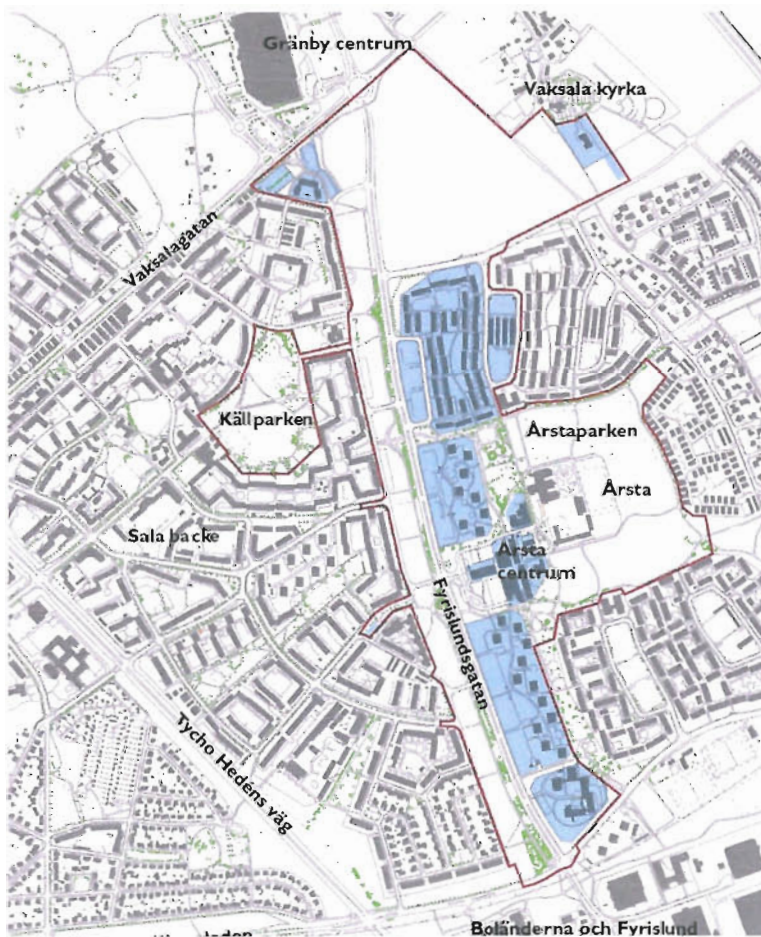 Gränby centrum
Vaksala kyrka
Vaksalagatan
Källparken
Årstaparken
Årsta
Sala backe
Årsta
centrum
Fyrislundsgatan
Tycho Hedéns väg
Boländerna och Fyrislund